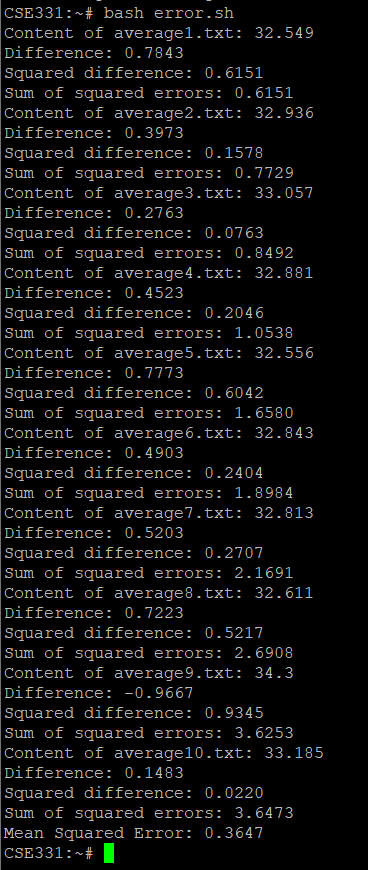 CSE331:~# bash error.sh
Content of average1.txt: 32.549
Difference: 0.7843
Squared difference: 0.6151
Sum of squared errors: 0.6151
Content of average2.txt: 32.936
Difference: 0.3973
Squared difference: 0.1578
Sum of squared errors: 0.7729
Content of average3.txt: 33.057
Difference: 0.2763
Squared difference: 0.0763
Sum of squared errors: 0.8492
Content of average4.txt: 32.881
Difference: 0.4523
Squared difference: 0.2046
Sum of squared errors: 1.0538
Content of average5.txt: 32.556
Difference: 0.7773
Squared difference: 0.6042
Sum of squared errors: 1.6580
Content of average6.txt: 32.843
Difference: 0.4903
Squared difference: 0.2404
Sum of squared errors: 1.8984
Content of average7.txt: 32.813
Difference: 0.5203
Squared difference: 0.2707
Sum of squared errors: 2.1691
Content of average8.txt: 32.611
Difference: 0.7223
Squared difference: 0.5217
Sum of squared errors: 2.6908
Content of average9.txt: 34.3
Difference: -0.9667
Squared difference: 0.9345
Sum of squared errors: 3.6253
Content of average10.txt: 33.185
Difference: 0.1483
Squared difference: 0.0220
Sum of squared errors: 3.6473
Mean Squared Error: 0.3647
CSE331:~#